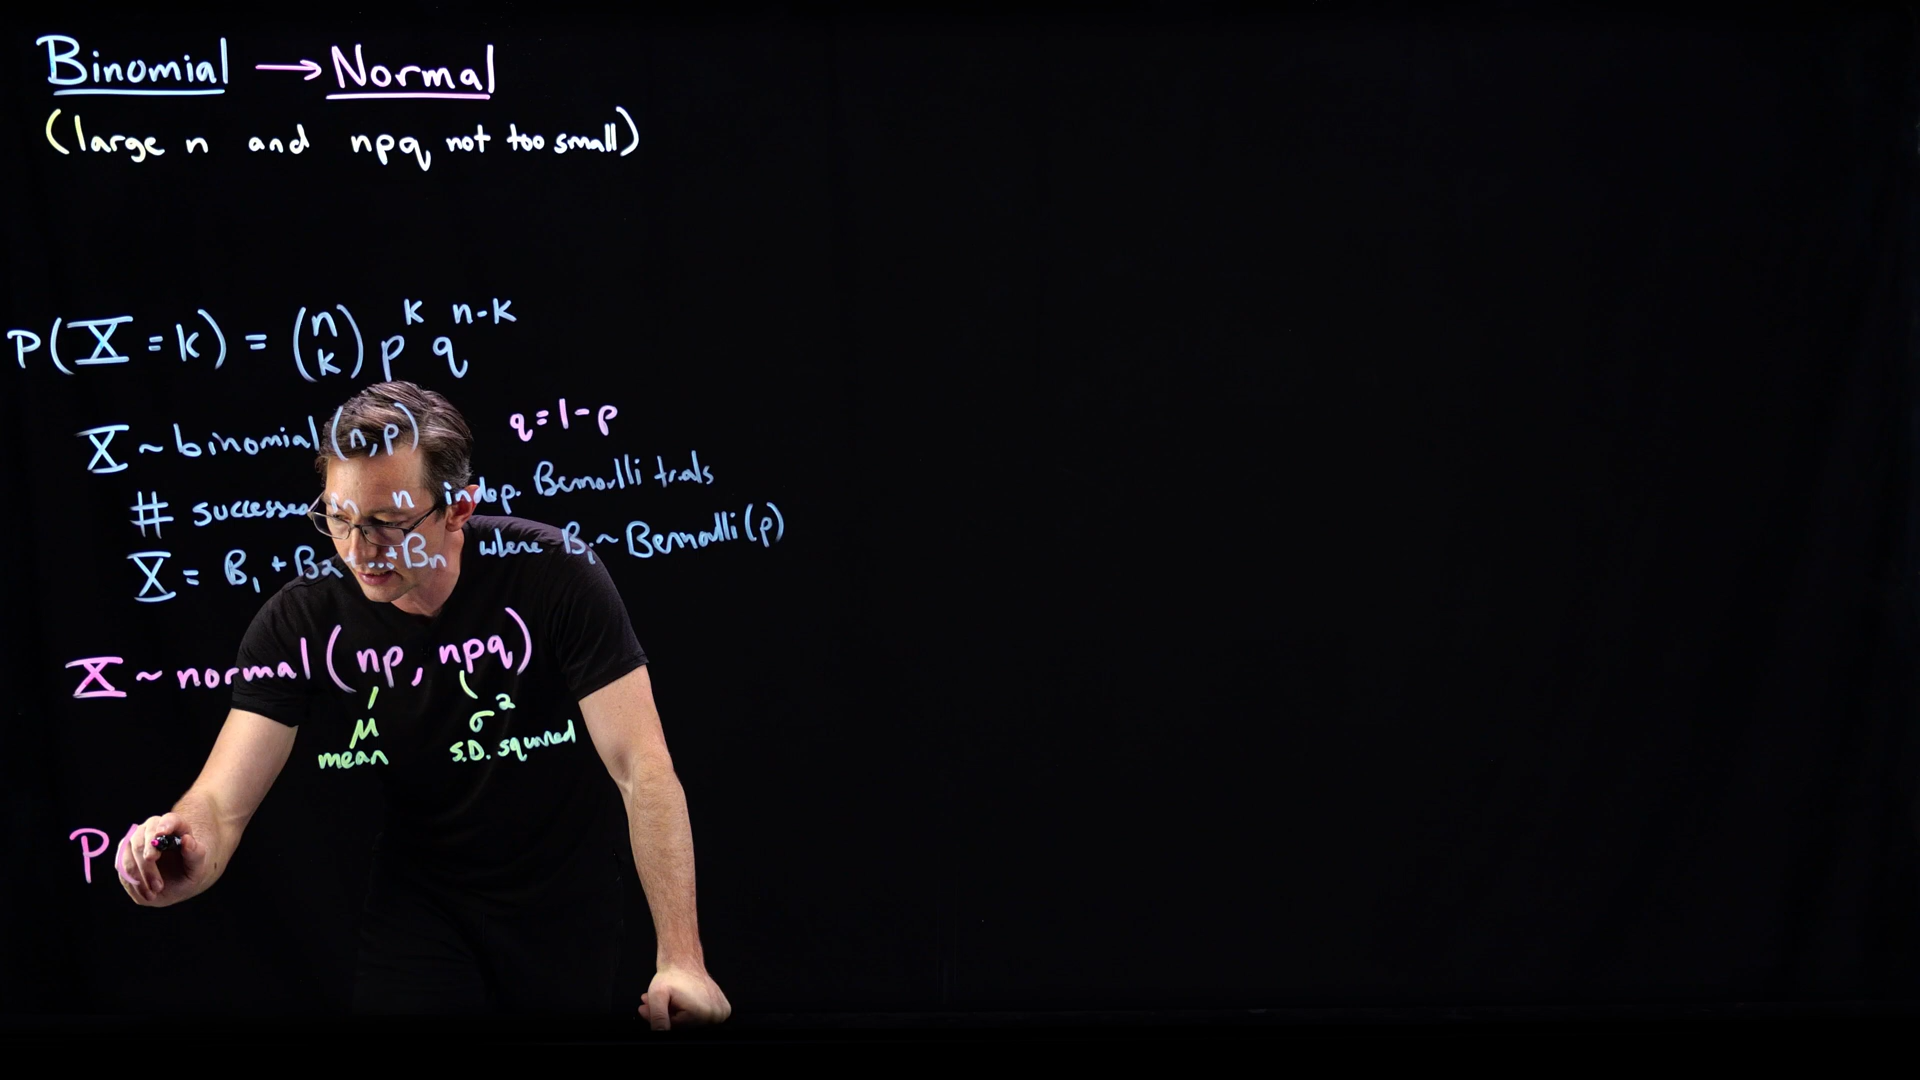 Binomial → Normal
(large n and npq not too small)
P(X = k) = (n k) p^k q^n-k
X ~ binomial (n,p)
q = 1 - p
# successes in n indep. Bernoulli trials
X = B₁ + B₂ + ... + Bₙ where Bᵢ ~ Bernoulli (p)
X ~ normal (np, npq)
μ σ²
mean S.D. squared
P(